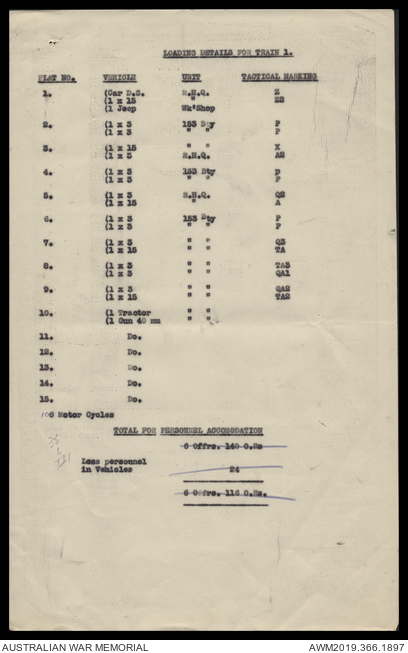 LOADING DETAILS FOR TRAIN 1.
FLAT NO. VEHICLE UNIT TACTICAL MARKING
1. (Car D.S. R.H.Q. Z
(1 x 15 " Z2
(1 Jeep Wk'Shop
2. (1 x 3 153 Bty P
(1 x 3 " " P
3. (1 x 15 " " X
(1 x 3 R.H.Q. A2
4. (1 x 3 153 Bty P
(1 x 3 " " P
5. (1 x 3 R.H.Q. Q2
(1 x 15 " A
6. (1 x 3 153 Bty P
(1 x 3 " " P
7. (1 x 3 " " Q3
(1 x 15 " " TA
8. (1 x 3 " " TA3
(1 x 3 " " QA1
9. (1 x 3 " " QA2
(1 x 15 " " TA2
10. (1 Tractor " "
(1 Gun 40 mm " "
11. Do.
12. Do.
13. Do.
14. Do.
15. Do.
6 Motor Cycles
TOTAL FOR PERSONNEL ACCOMODATION
6 Offrs. 140 O.Rs
Less personnel
in Vehicles 24
6 Offrs. 116 O.Rs.
AUSTRALIAN WAR MEMORIAL AWM2019.366.1897